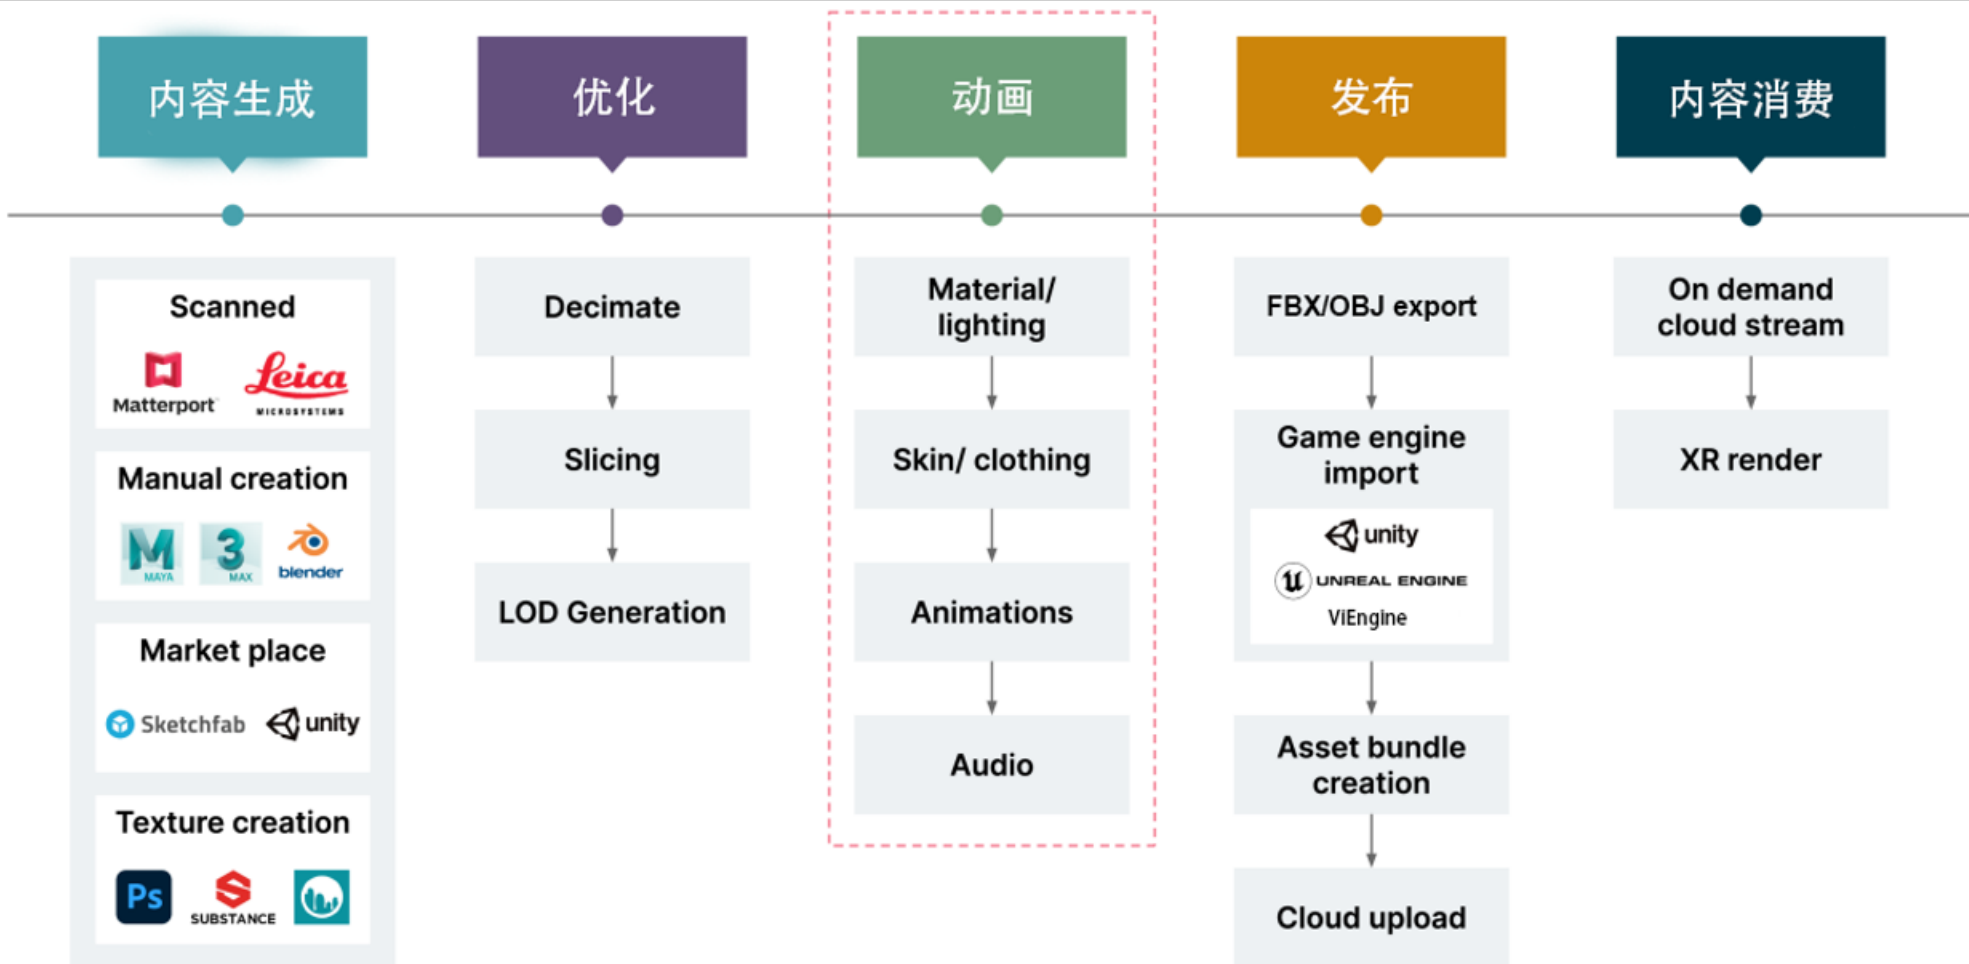 内容生成
优化
动画
发布
内容消费
Scanned
Matterport
Leica
MICROSYSTEMS
Manual creation
M
MAYA
3
MAX
blender
Market place
Sketchfab
unity
Texture creation
Ps
S
SUBSTANCE
Decimate
Slicing
LOD Generation
Material/
lighting
Skin/ clothing
Animations
Audio
FBX/OBJ export
Game engine
import
unity
UNREAL ENGINE
ViEngine
Asset bundle
creation
Cloud upload
On demand
cloud stream
XR render